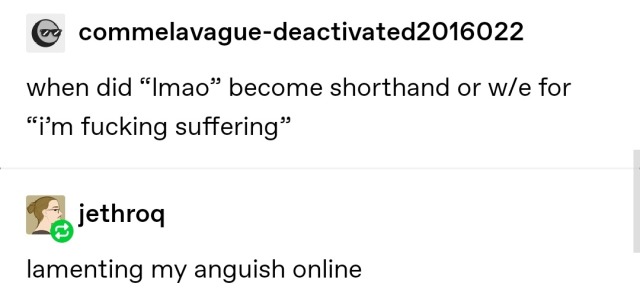 commelavague-deactivated2016022
when did “lmao” become shorthand or w/e for
“i’m fucking suffering”
jethroq
lamenting my anguish online